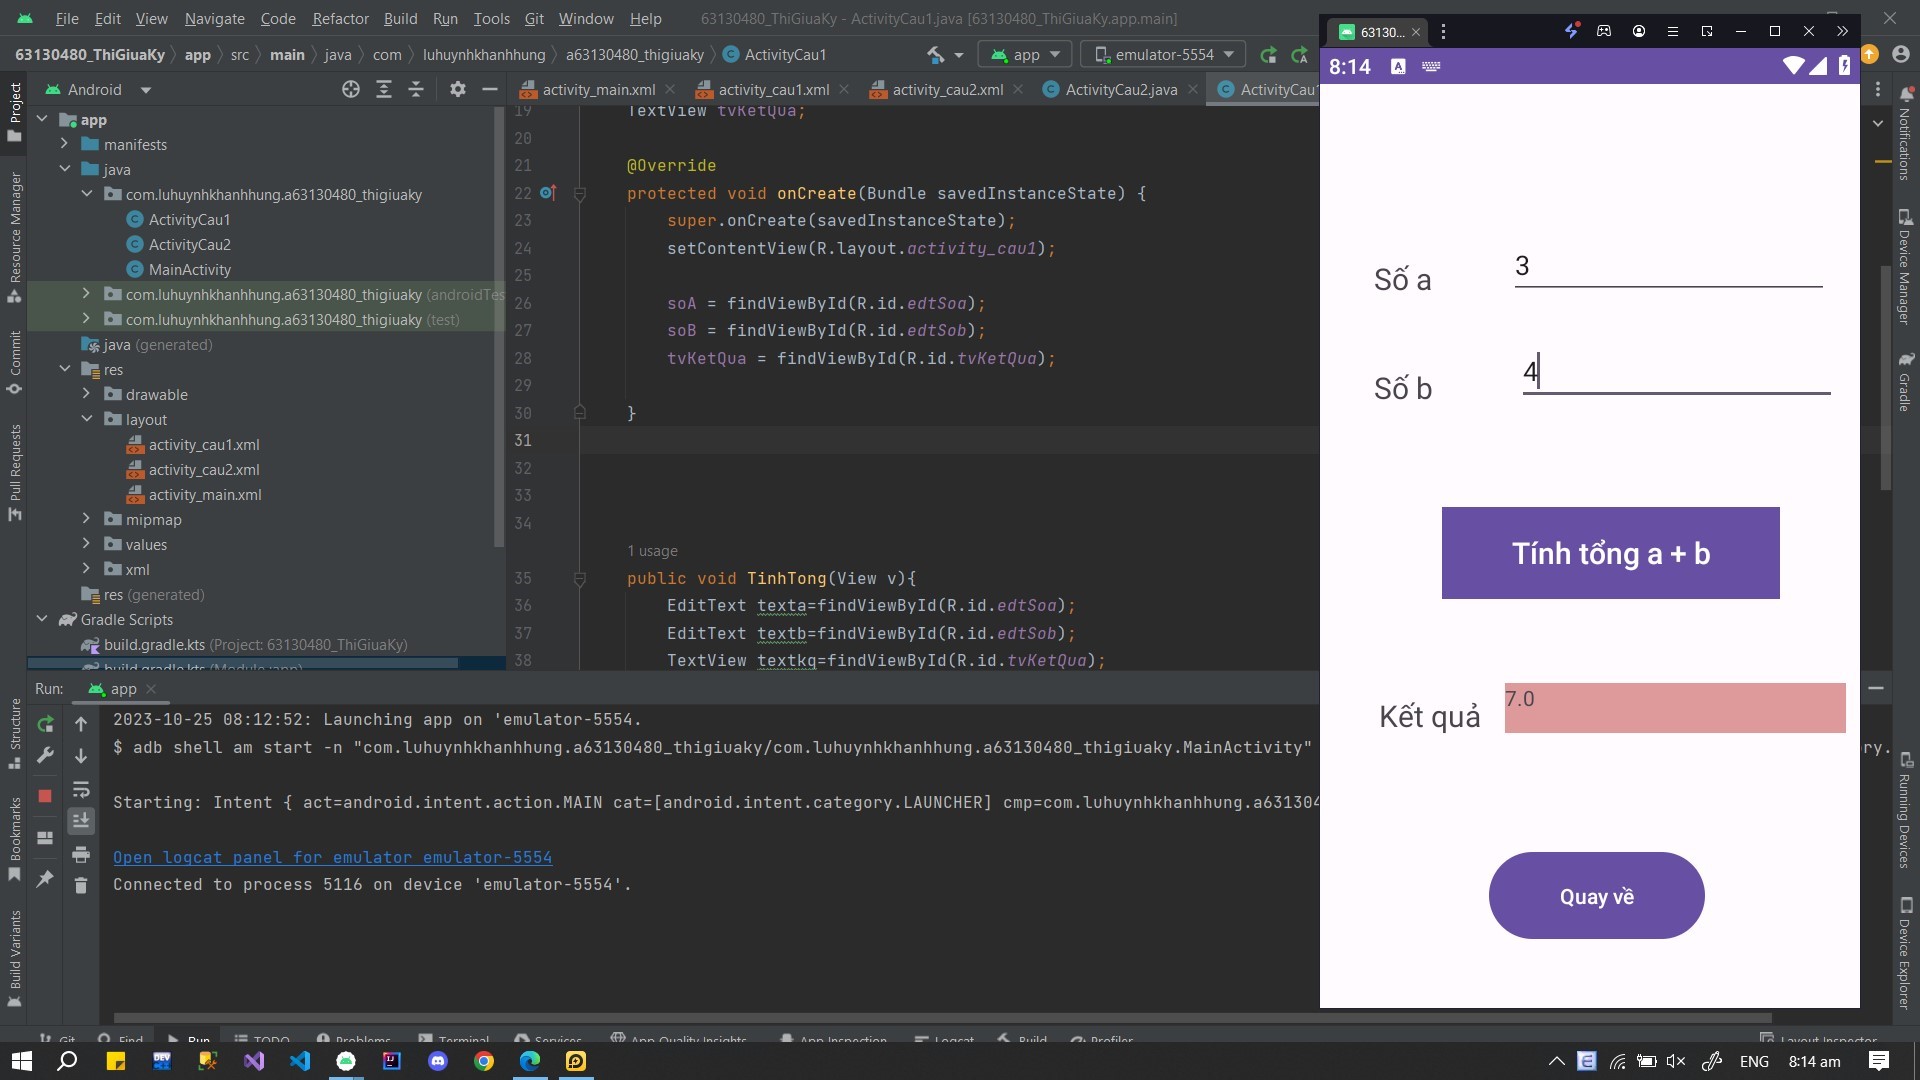 File Edit View Navigate Code Refactor Build Run Tools Git Window Help 63130480_ThiGiuaKy - ActivityCau1.java [63130480_ThiGiuaKy.app.main]
63130480_ThiGiuaKy app src main java com luhuynhkhanhhung a63130480_thigiuaky ActivityCau1 app emulator-5554
Android
activity_main.xml activity_cau1.xml activity_cau2.xml ActivityCau2.java ActivityCau1
Project
Resource Manager
Commit
Pull Requests
Structure
Bookmarks
Build Variants
app
manifests
java
com.luhuynhkhanhhung.a63130480_thigiuaky
ActivityCau1
ActivityCau2
MainActivity
com.luhuynhkhanhhung.a63130480_thigiuaky (androidTes
com.luhuynhkhanhhung.a63130480_thigiuaky (test)
java (generated)
res
drawable
layout
activity_cau1.xml
activity_cau2.xml
activity_main.xml
mipmap
values
xml
res (generated)
Gradle Scripts
build.gradle.kts (Project: 63130480_ThiGiuaKy)
build.gradle.kts (Module :app)
19 TextView tvKetQua;
20
21 @Override
22 protected void onCreate(Bundle savedInstanceState) {
23 super.onCreate(savedInstanceState);
24 setContentView(R.layout.activity_cau1);
25
26 soA = findViewById(R.id.edtSoa);
27 soB = findViewById(R.id.edtSob);
28 tvKetQua = findViewById(R.id.tvKetQua);
29
30 }
31
32
33
34
1 usage
35 public void TinhTong(View v){
36 EditText texta=findViewById(R.id.edtSoa);
37 EditText textb=findViewById(R.id.edtSob);
38 TextView textkq=findViewById(R.id.tvKetQua);
Run: app
2023-10-25 08:12:52: Launching app on 'emulator-5554.
$ adb shell am start -n "com.luhuynhkhanhhung.a63130480_thigiuaky/com.luhuynhkhanhhung.a63130480_thigiuaky.MainActivity"
ry.
Starting: Intent { act=android.intent.action.MAIN cat=[android.intent.category.LAUNCHER] cmp=com.luhuynhkhanhhung.a631304
Open logcat panel for emulator emulator-5554
Connected to process 5116 on device 'emulator-5554'.
63130...
8:14
Số a 3
Số b 4
Tính tổng a + b
Kết quả 7.0
Quay về
Notifications
Device Manager
Gradle
Running Devices
Device Explorer
Git Find Run TODO Problems Terminal Services App Quality Insights App Inspection Logcat Build Profiler Layout Inspector
ENG 8:14 am